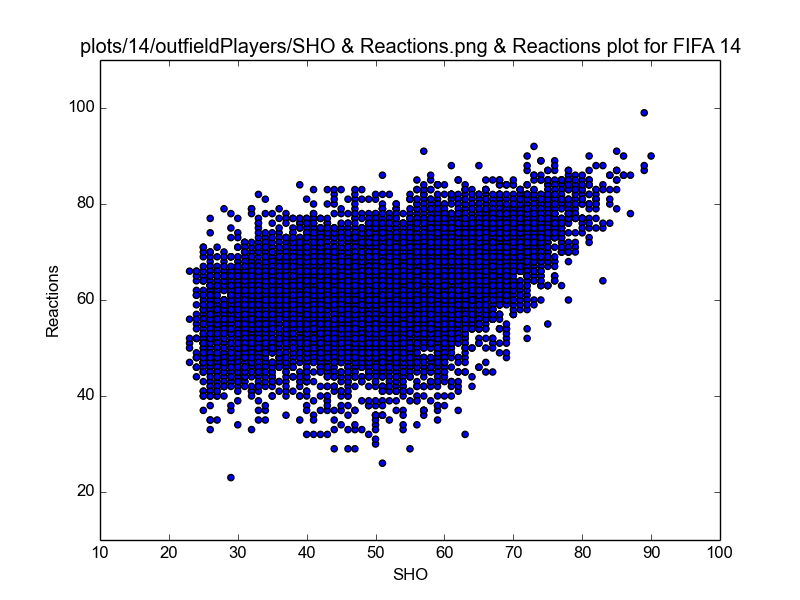 plots/14/outfieldPlayers/SHO & Reactions.png & Reactions plot for FIFA 14
100
80
60
40
20
Reactions
10 20 30 40 50 60 70 80 90 100
SHO